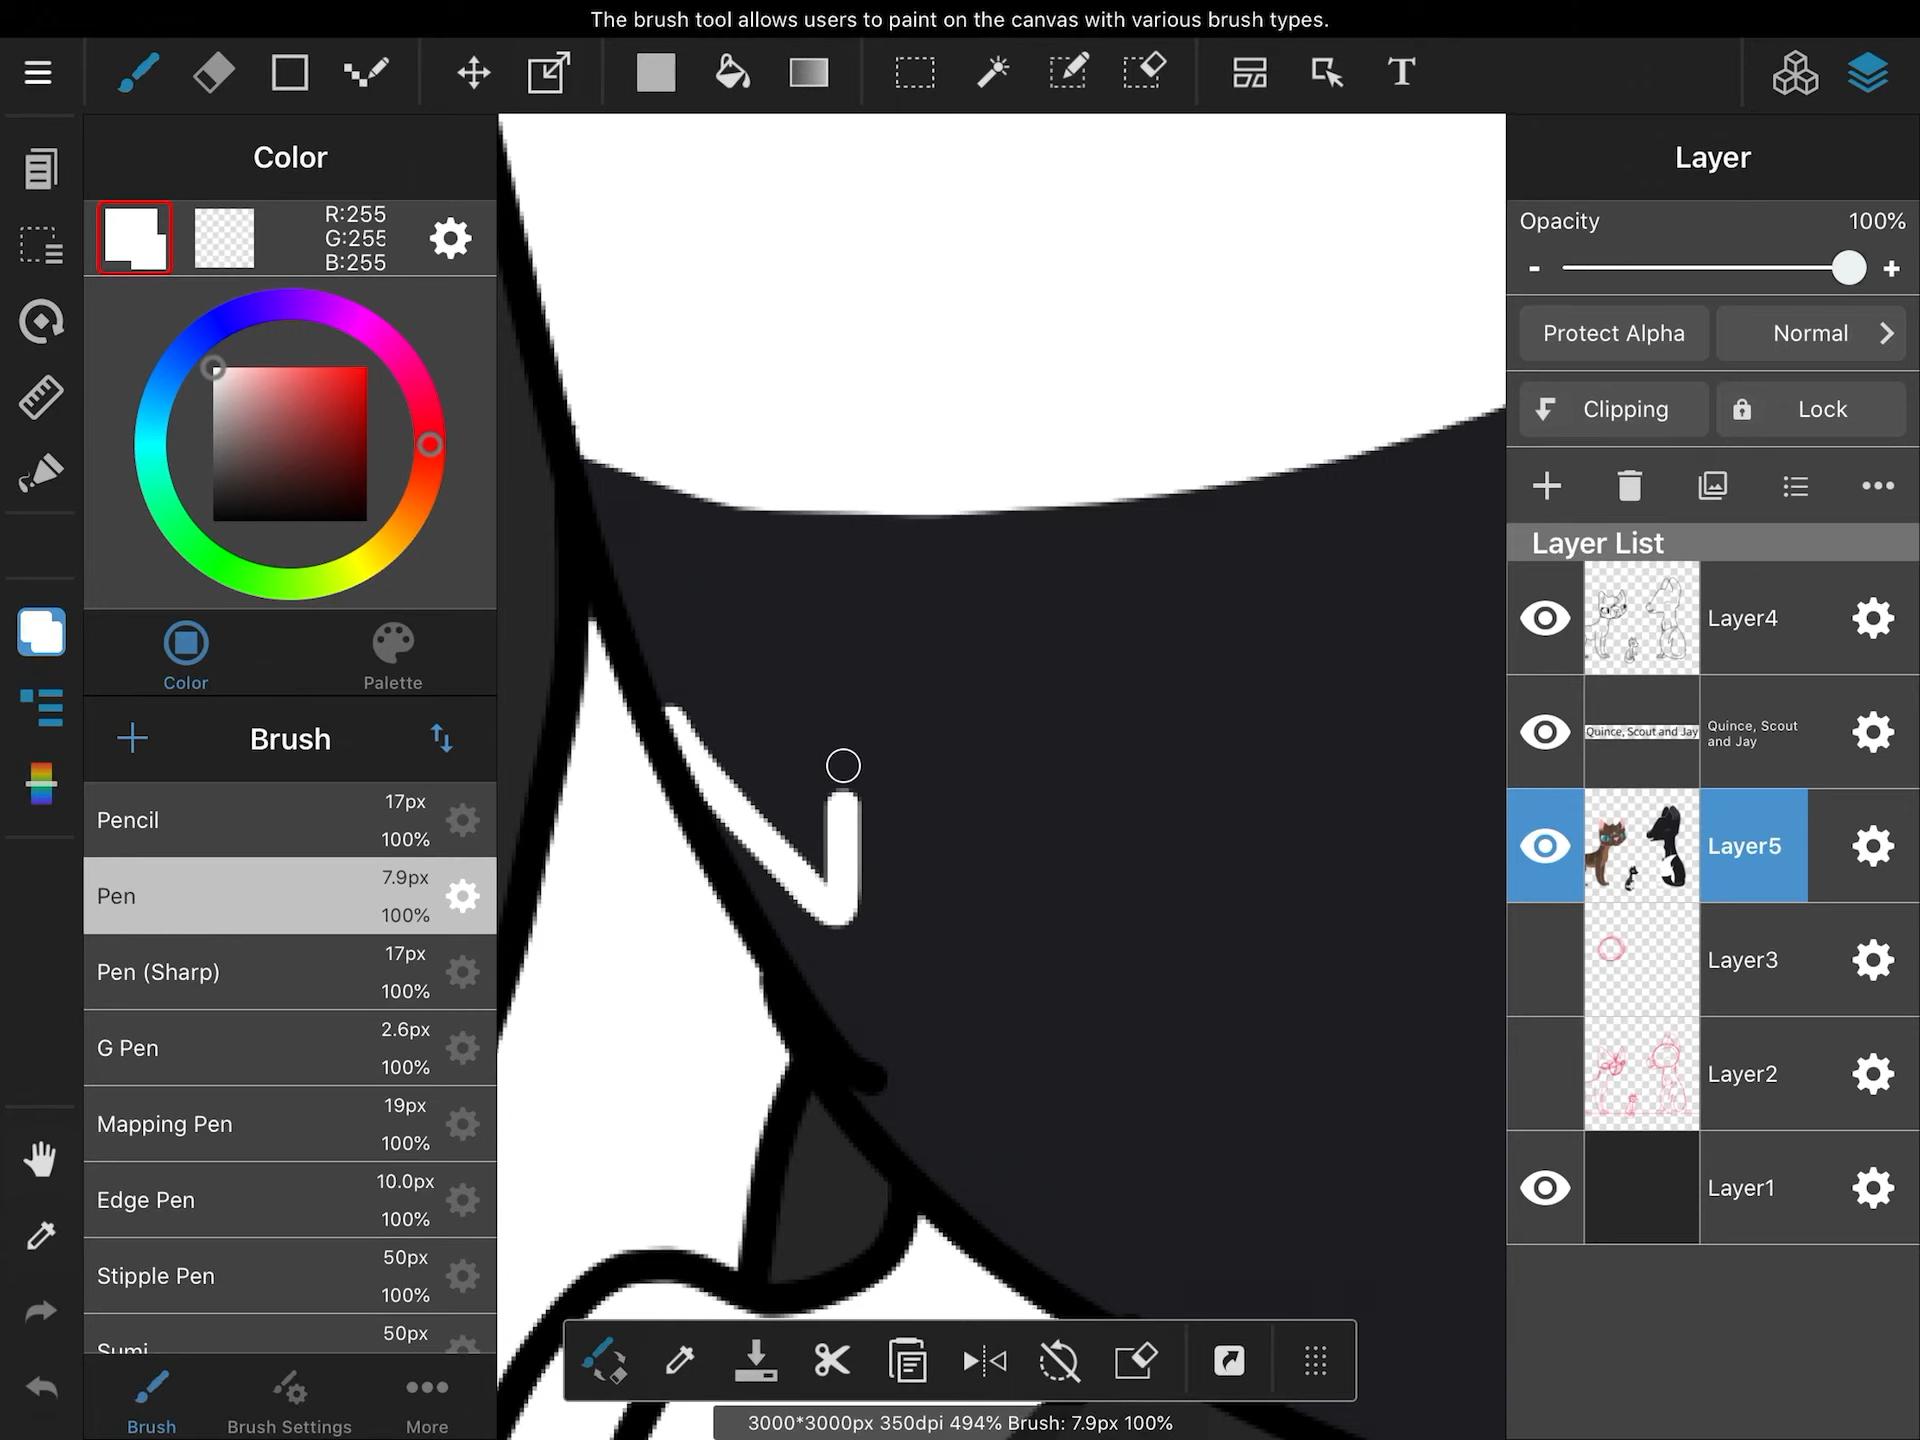 The brush tool allows users to paint on the canvas with various brush types.
T
Color
R:255
G:255
B:255
Color
Palette
Brush
Pencil
17px
100%
Pen
7.9px
100%
Pen (Sharp)
17px
100%
G Pen
2.6px
100%
Mapping Pen
19px
100%
Edge Pen
10.0px
100%
Stipple Pen
50px
100%
Sumi
50px
Brush
Brush Settings
More
3000*3000px 350dpi 494% Brush: 7.9px 100%
Layer
Opacity
100%
- +
Protect Alpha
Normal
Clipping
Lock
Layer List
Layer4
Quince, Scout and Jay
Quince, Scout
and Jay
Layer5
Layer3
Layer2
Layer1